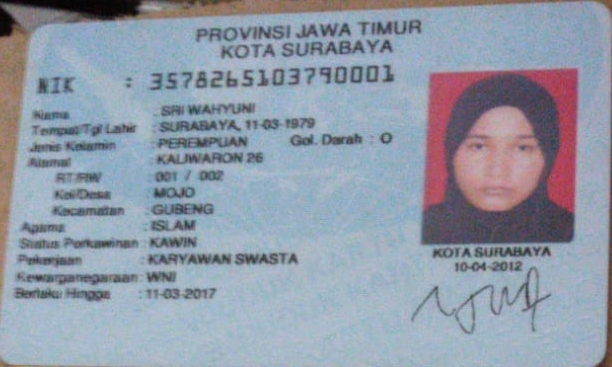 PROVINSI JAWA TIMUR
KOTA SURABAYA
NIK : 3578265103790001
Nama : SRI WAHYUNI
Tempat/Tgl Lahir : SURABAYA, 11-03-1979
Jenis Kelamin : PEREMPUAN Gol. Darah : O
Alamat : KALIWARON 26
RT/RW : 001 / 002
Kel/Desa : MOJO
Kecamatan : GUBENG
Agama : ISLAM
Status Perkawinan : KAWIN
Pekerjaan : KARYAWAN SWASTA
Kewarganegaraan : WNI
Berlaku Hingga : 11-03-2017
KOTA SURABAYA
10-04-2012